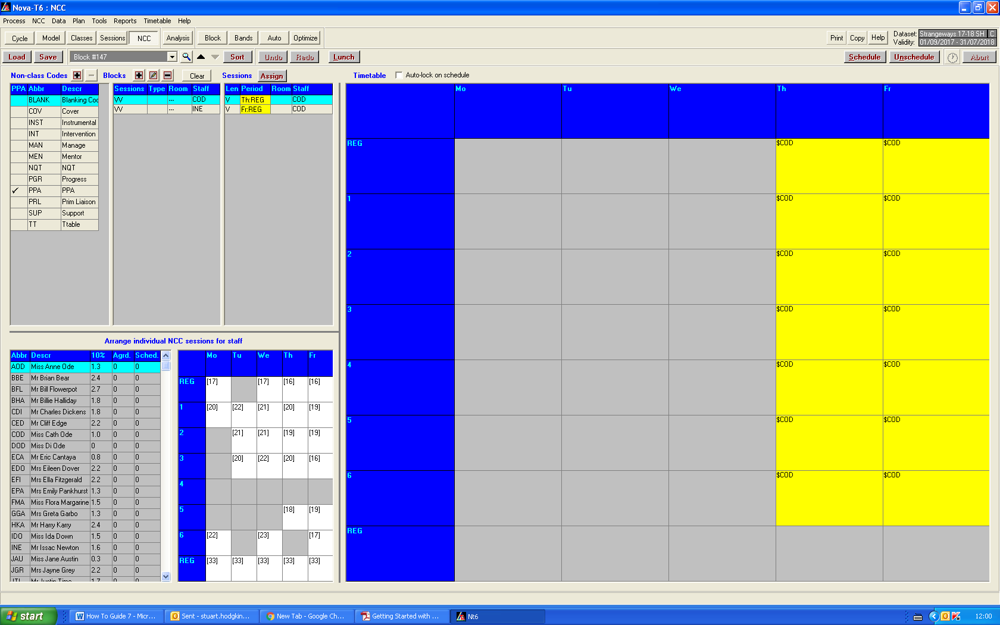 Nova-T6 : NCC
Process NCC Data Plan Tools Reports Timetable Help
Cycle Model Classes Sessions NCC Analysis Block Bands Auto Optimize Print Copy Help Dataset: Strangeways 17-18 SH C
Validity: 01/09/2017 - 31/07/2018
Load Save Block #147 Sort Undo Redo Lunch Schedule Unschedule Abort
Non-class Codes Blocks Clear Sessions Assign Timetable Auto-lock on schedule
PPA Abbr Descr
BLANK Blanking Coc
COV Cover
INST Instrumental
INT Intervention
MAN Manage
MEN Mentor
NQT NQT
PGR Progress
✓ PPA PPA
PRL Prim Liaison
SUP Support
TT Ttable
Sessions Type Room Staff
VV --- COD
VV --- INE
Len Period Room Staff
V Th:REG COD
V Fr:REG COD
Mo Tu We Th Fr
REG $COD $COD
1 $COD $COD
2 $COD $COD
3 $COD $COD
4 $COD $COD
5 $COD $COD
6 $COD $COD
REG
Arrange individual NCC sessions for staff
Abbr Descr 10% Agrd. Sched.
AOD Miss Anne Ode 1.3 0 0
BBE Mr Brian Bear 2.4 0 0
BFL Mr Bill Flowerpot 2.7 0 0
BHA Mr Billie Halliday 1.8 0 0
CDI Mr Charles Dickens 1.8 0 0
CED Mr Cliff Edge 2.2 0 0
COD Miss Cath Ode 1.0 0 0
DOD Miss Di Ode 0 0 0
ECA Mr Eric Cantaya 0.8 0 0
EDO Mrs Eileen Dover 2.2 0 0
EFI Mrs Ella Fitzgerald 2.2 0 0
EPA Mrs Emily Pankhurst 1.3 0 0
FMA Miss Flora Margarine 1.5 0 0
GGA Mrs Greta Garbo 1.3 0 0
HKA Mr Harry Karry 2.4 0 0
IDO Miss Ida Down 1.5 0 0
INE Mr Issac Newton 1.6 0 0
JAU Miss Jane Austin 0.3 0 0
JGR Mrs Jayne Grey 2.2 0 0
JTI Mr Justin Time 1.7 0 0
Mo Tu We Th Fr
REG [17] [17] [16] [16]
1 [20] [22] [21] [20] [19]
2 [21] [21] [19] [19]
3 [20] [22] [20] [16]
4
5 [18] [19]
6 [22] [23] [17]
REG [33] [33] [33] [33] [33]
start How To Guide 7 - Micr... Sent - stuart.hodgkin... New Tab - Google Ch... Getting Started with ... Nt6 12:00